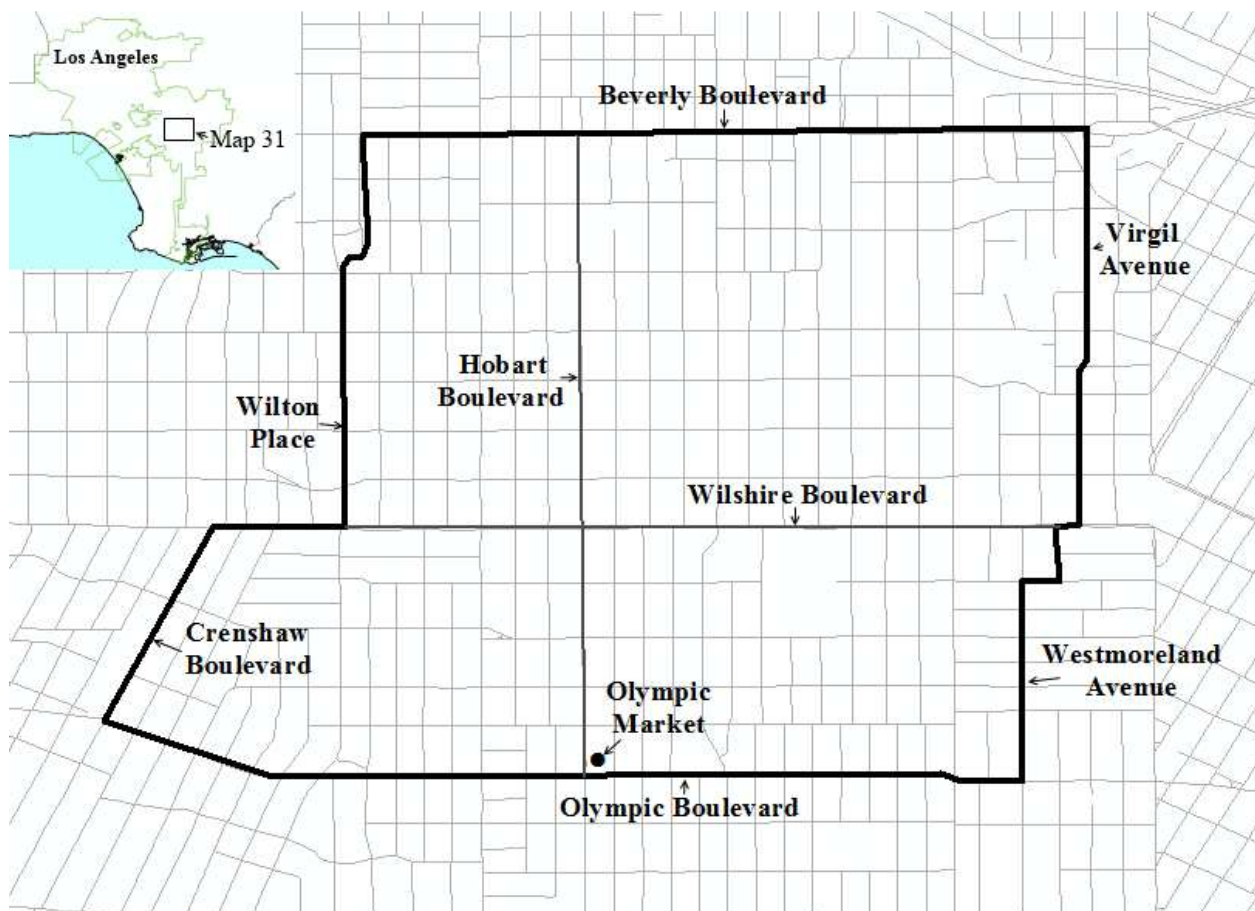 Los Angeles
Map 31
Beverly Boulevard
Virgil
Avenue
Hobart
Boulevard
Wilton
Place
Wilshire Boulevard
Crenshaw
Boulevard
Westmoreland
Avenue
Olympic
Market
Olympic Boulevard